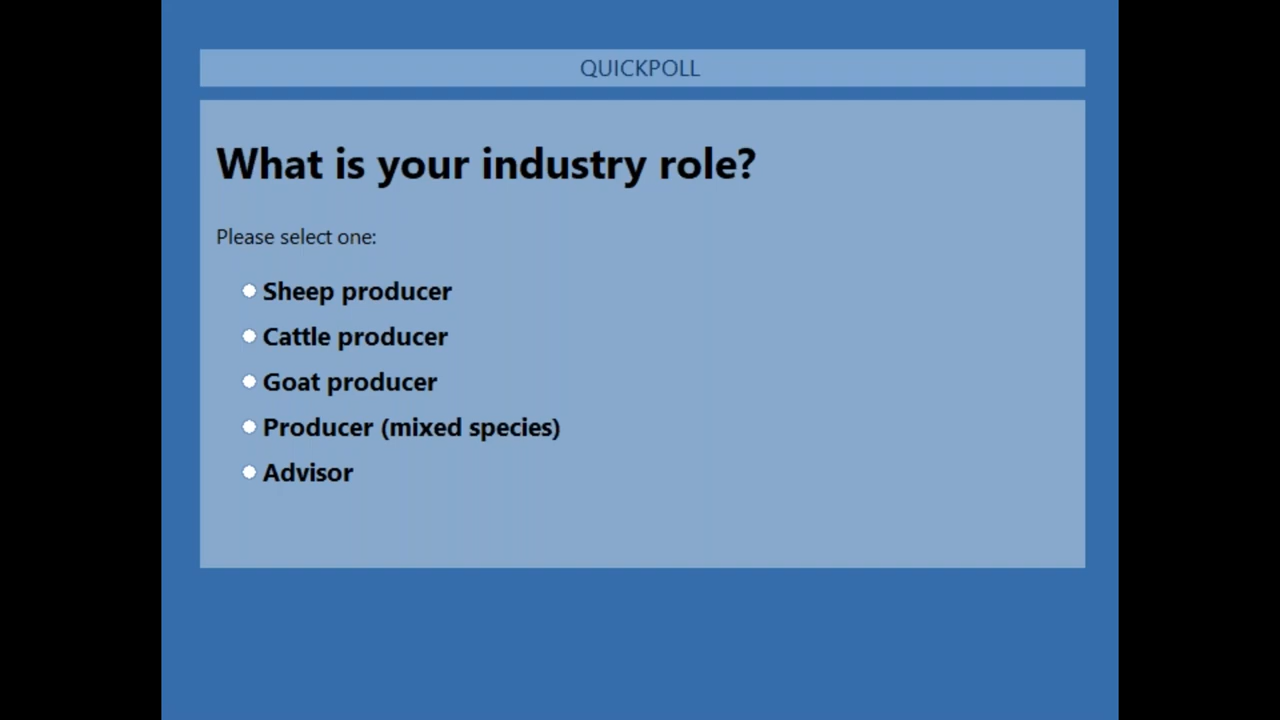 QUICKPOLL
What is your industry role?
Please select one:
Sheep producer
Cattle producer
Goat producer
Producer (mixed species)
Advisor